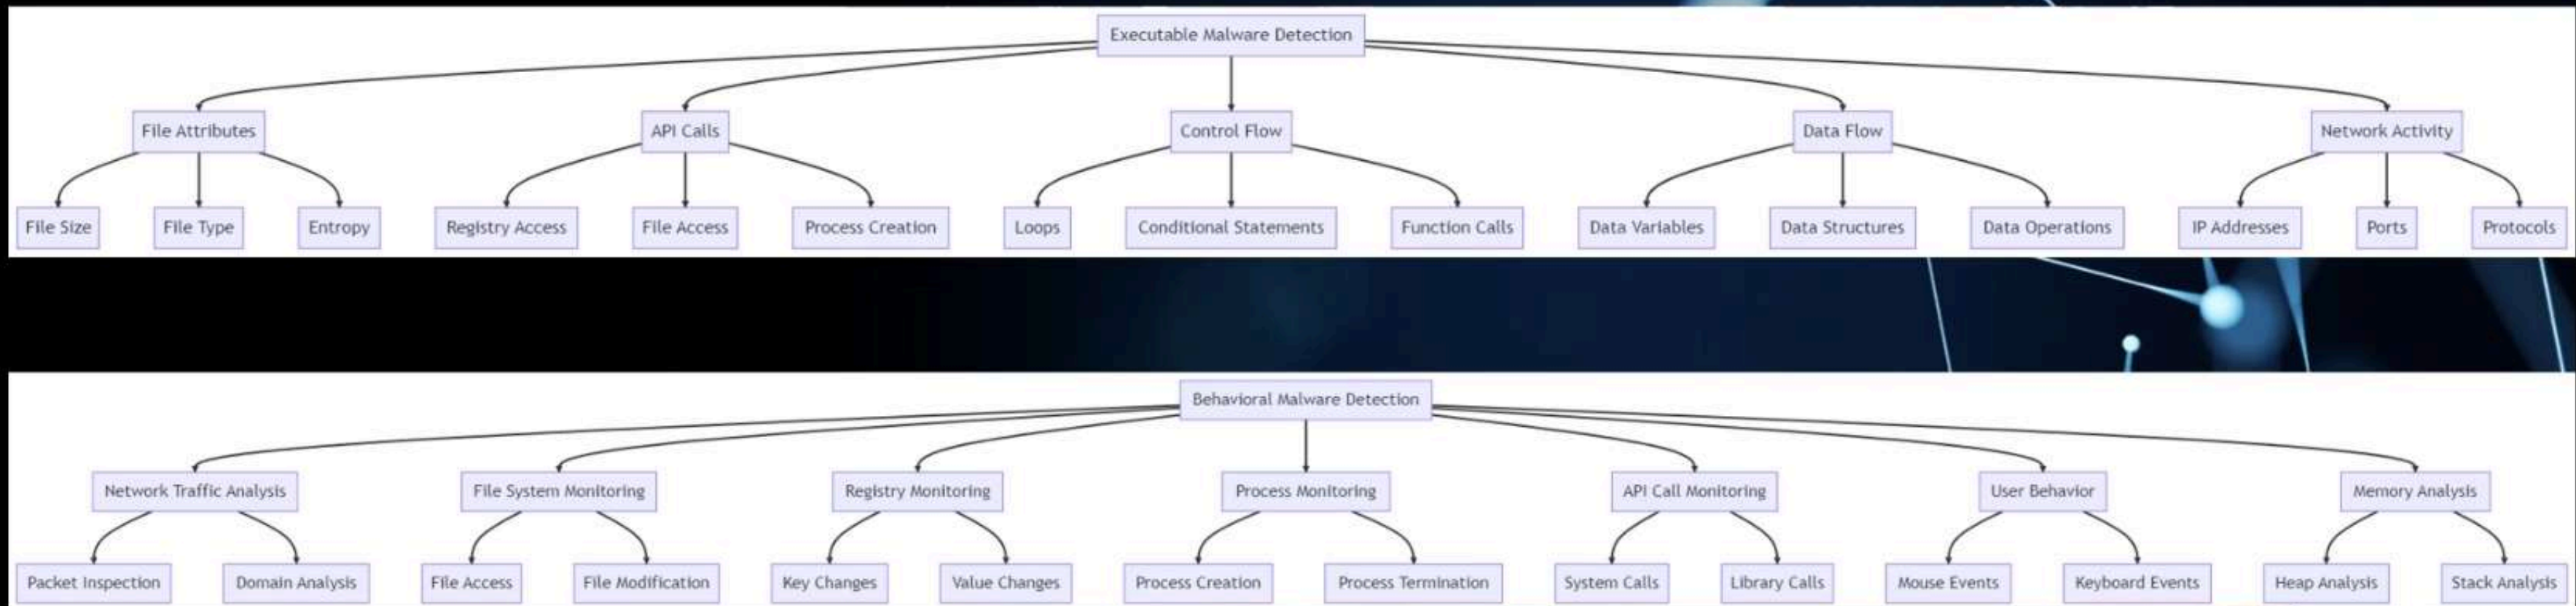 Executable Malware Detection
File Attributes API Calls Control Flow Data Flow Network Activity
File Size File Type Entropy Registry Access File Access Process Creation Loops Conditional Statements Function Calls Data Variables Data Structures Data Operations IP Addresses Ports Protocols
Behavioral Malware Detection
Network Traffic Analysis File System Monitoring Registry Monitoring Process Monitoring API Call Monitoring User Behavior Memory Analysis
Packet Inspection Domain Analysis File Access File Modification Key Changes Value Changes Process Creation Process Termination System Calls Library Calls Mouse Events Keyboard Events Heap Analysis Stack Analysis